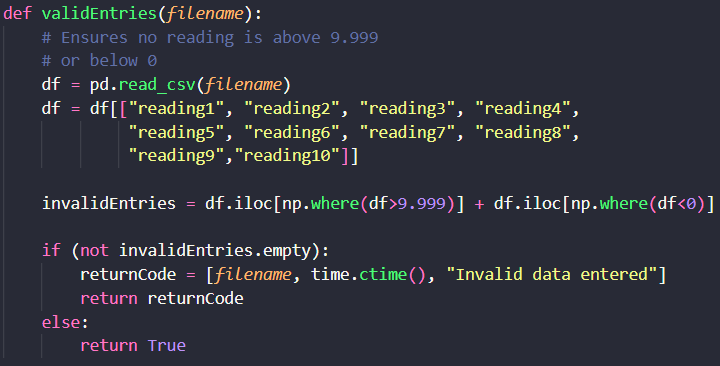 def validEntries(filename):
    # Ensures no reading is above 9.999
    # or below 0
    df = pd.read_csv(filename)
    df = df[["reading1", "reading2", "reading3", "reading4",
             "reading5", "reading6", "reading7", "reading8",
             "reading9","reading10"]]
    invalidEntries = df.iloc[np.where(df>9.999)] + df.iloc[np.where(df<0)]
    if (not invalidEntries.empty):
        returnCode = [filename, time.ctime(), "Invalid data entered"]
        return returnCode
    else:
        return True